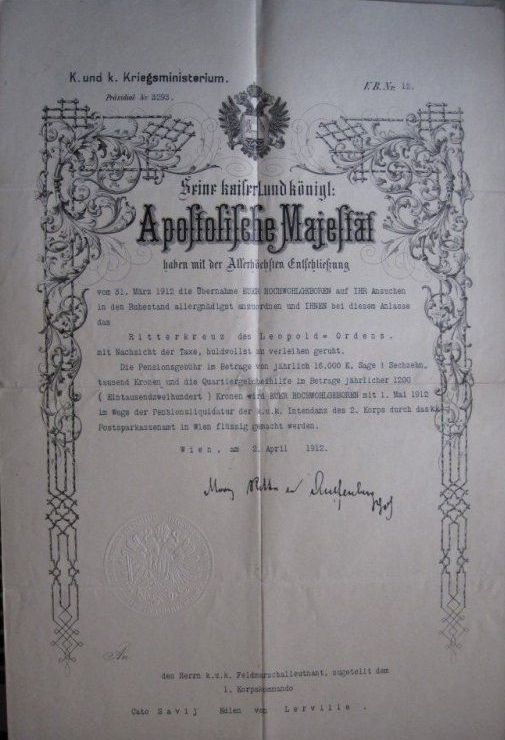 K. und k. Kriegsministerium.
Präsidial Nr 3293.
V.B. Nr. 12.
Seine kaiserl. und königl:
Apostolische Majestät
haben mit der Allerhöchsten Entschließung
vom 31. März 1912 die Übernahme EUER HOCHWOHLGEBOREN auf IHR Ansuchen
in den Ruhestand allergnädigst anzuordnen und IHNEN bei diesem Anlasse
das
Ritterkreuz des Leopold= Ordens.
mit Nachsicht der Taxe, huldvollst zu verleihen geruht.
Die Pensionsgebühr im Betrage von jährlich 16.000 K, Sage : Sechzehn,
tausend Kronen und die Quartiergeldbeihilfe im Betrage jährlicher 1200
( Eintausendzweihundert ) Kronen wird EUER HOCHWOHLGEBOREN mit 1. Mai 1912
im Wege der Pensionsliquidatur der k.u.k. Intendanz des 2. Korps durch das k.k.
Postsparkassenamt in Wien flüssig gemacht werden.
Wien, am 2. April 1912.
An
den Herrn k.u.k. Feldmarschalleutnant, zugeteilt dem
1. Korpskommando
Cato Savij Edlen von Lerville .